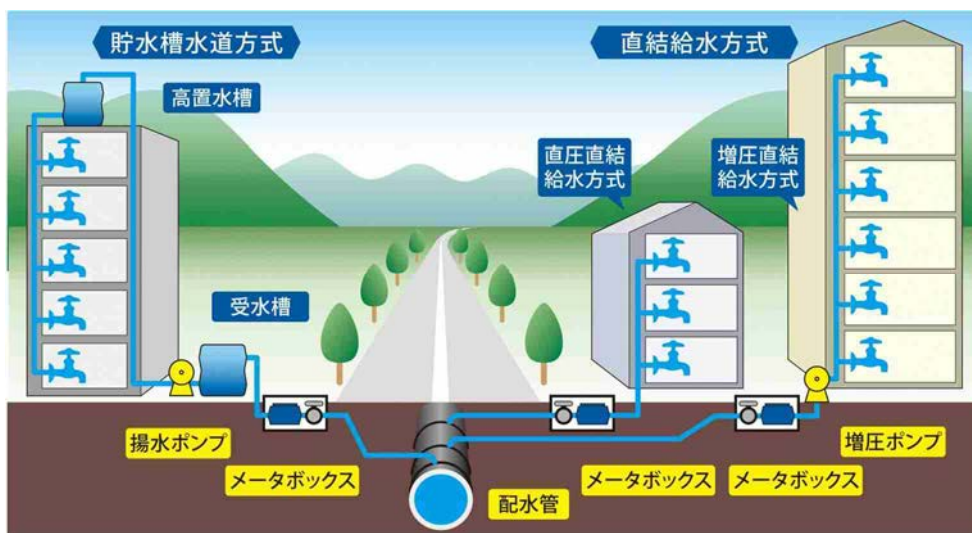 貯水槽水道方式
直結給水方式
高置水槽
直圧直結
給水方式
増圧直結
給水方式
受水槽
揚水ポンプ
メータボックス
配水管
メータボックス
メータボックス
増圧ポンプ